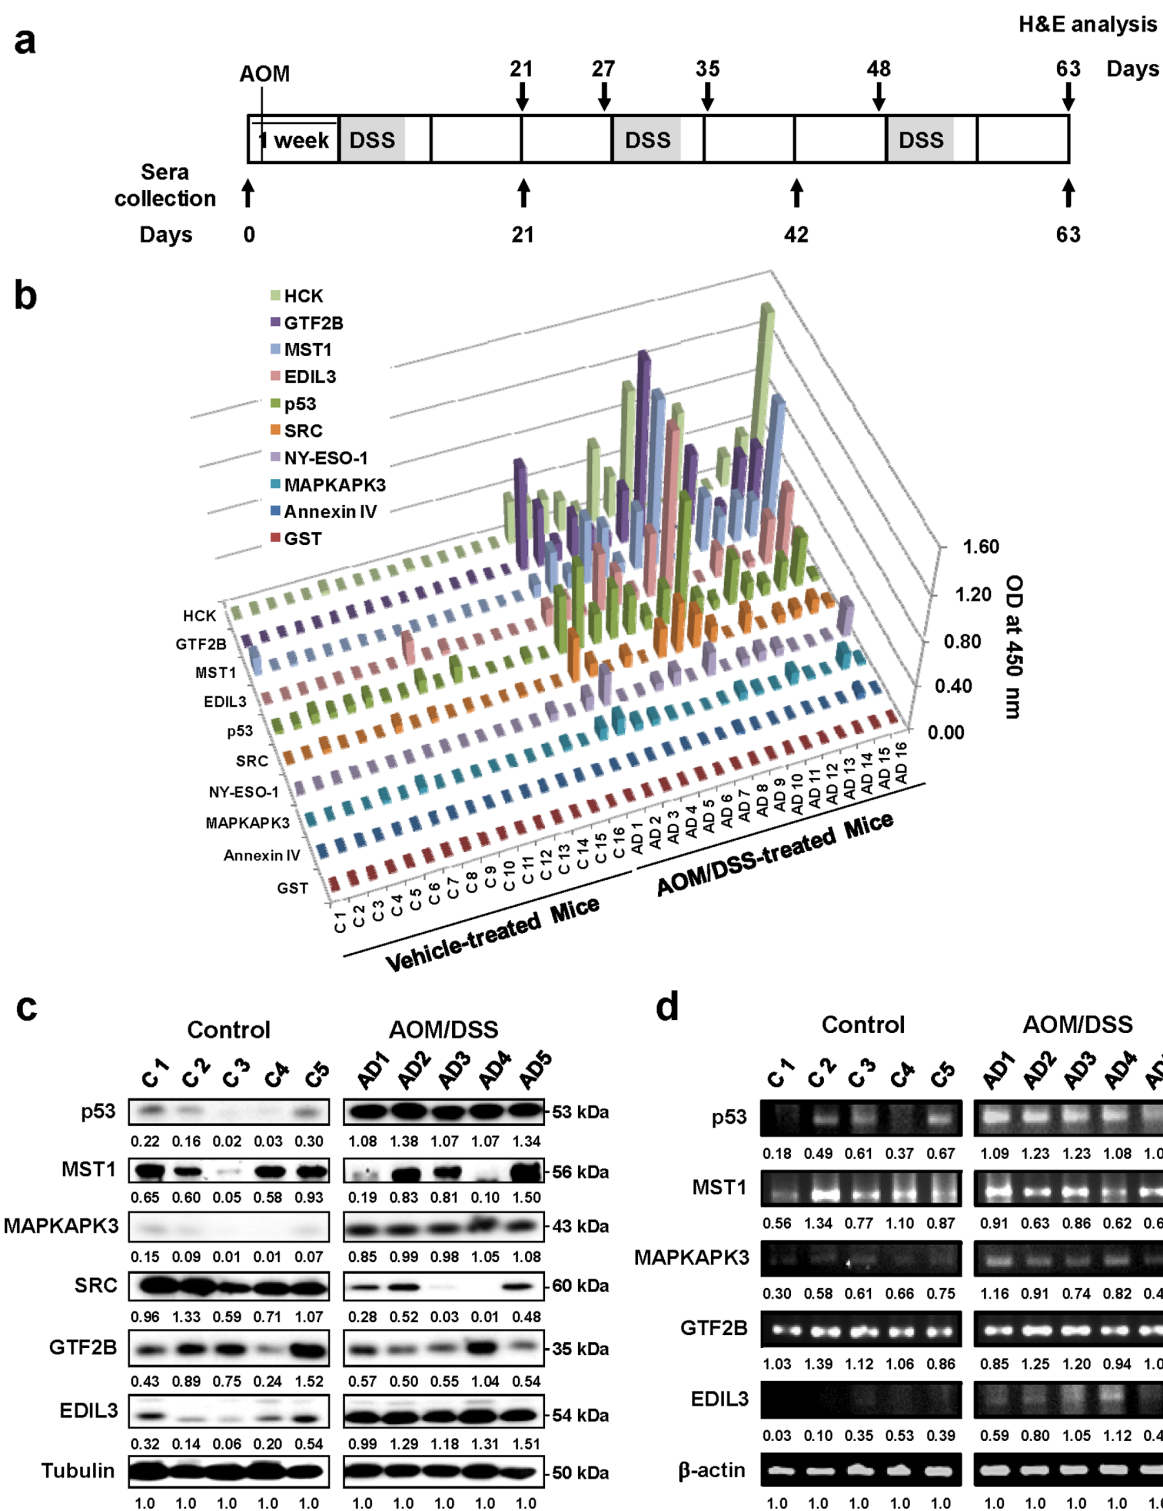 a
H&E analysis
AOM
21 27 35 48 63 Days
1 week DSS DSS DSS
Sera
collection
Days 0 21 42 63
b
HCK
GTF2B
MST1
EDIL3
p53
SRC
NY-ESO-1
MAPKAPK3
Annexin IV
GST
HCK
GTF2B
MST1
EDIL3
p53
SRC
NY-ESO-1
MAPKAPK3
Annexin IV
GST
1.60
1.20
0.80
0.40
0.00
OD at 450 nm
C 1 C 2 C 3 C 4 C 5 C 6 C 7 C 8 C 9 C 10 C 11 C 12 C 13 C 14 C 15 C 16 AD 1 AD 2 AD 3 AD 4 AD 5 AD 6 AD 7 AD 8 AD 9 AD 10 AD 11 AD 12 AD 13 AD 14 AD 15 AD 16
Vehicle-treated Mice
AOM/DSS-treated Mice
c
Control AOM/DSS
C 1 C 2 C 3 C4 C5 AD1 AD2 AD3 AD4 AD5
p53 53 kDa
0.22 0.16 0.02 0.03 0.30 1.08 1.38 1.07 1.07 1.34
MST1 56 kDa
0.65 0.60 0.05 0.58 0.93 0.19 0.83 0.81 0.10 1.50
MAPKAPK3 43 kDa
0.15 0.09 0.01 0.01 0.07 0.85 0.99 0.98 1.05 1.08
SRC 60 kDa
0.96 1.33 0.59 0.71 1.07 0.28 0.52 0.03 0.01 0.48
GTF2B 35 kDa
0.43 0.89 0.75 0.24 1.52 0.57 0.50 0.55 1.04 0.54
EDIL3 54 kDa
0.32 0.14 0.06 0.20 0.54 0.99 1.29 1.18 1.31 1.51
Tubulin 50 kDa
1.0 1.0 1.0 1.0 1.0 1.0 1.0 1.0 1.0 1.0
d
Control AOM/DSS
C 1 C 2 C 3 C4 C5 AD1 AD2 AD3 AD4
p53
0.18 0.49 0.61 0.37 0.67 1.09 1.23 1.23 1.08
MST1
0.56 1.34 0.77 1.10 0.87 0.91 0.63 0.86 0.62
MAPKAPK3
0.30 0.58 0.61 0.66 0.75 1.16 0.91 0.74 0.82
GTF2B
1.03 1.39 1.12 1.06 0.86 0.85 1.25 1.20 0.94
EDIL3
0.03 0.10 0.35 0.53 0.39 0.59 0.80 1.05 1.12
β-actin
1.0 1.0 1.0 1.0 1.0 1.0 1.0 1.0 1.0